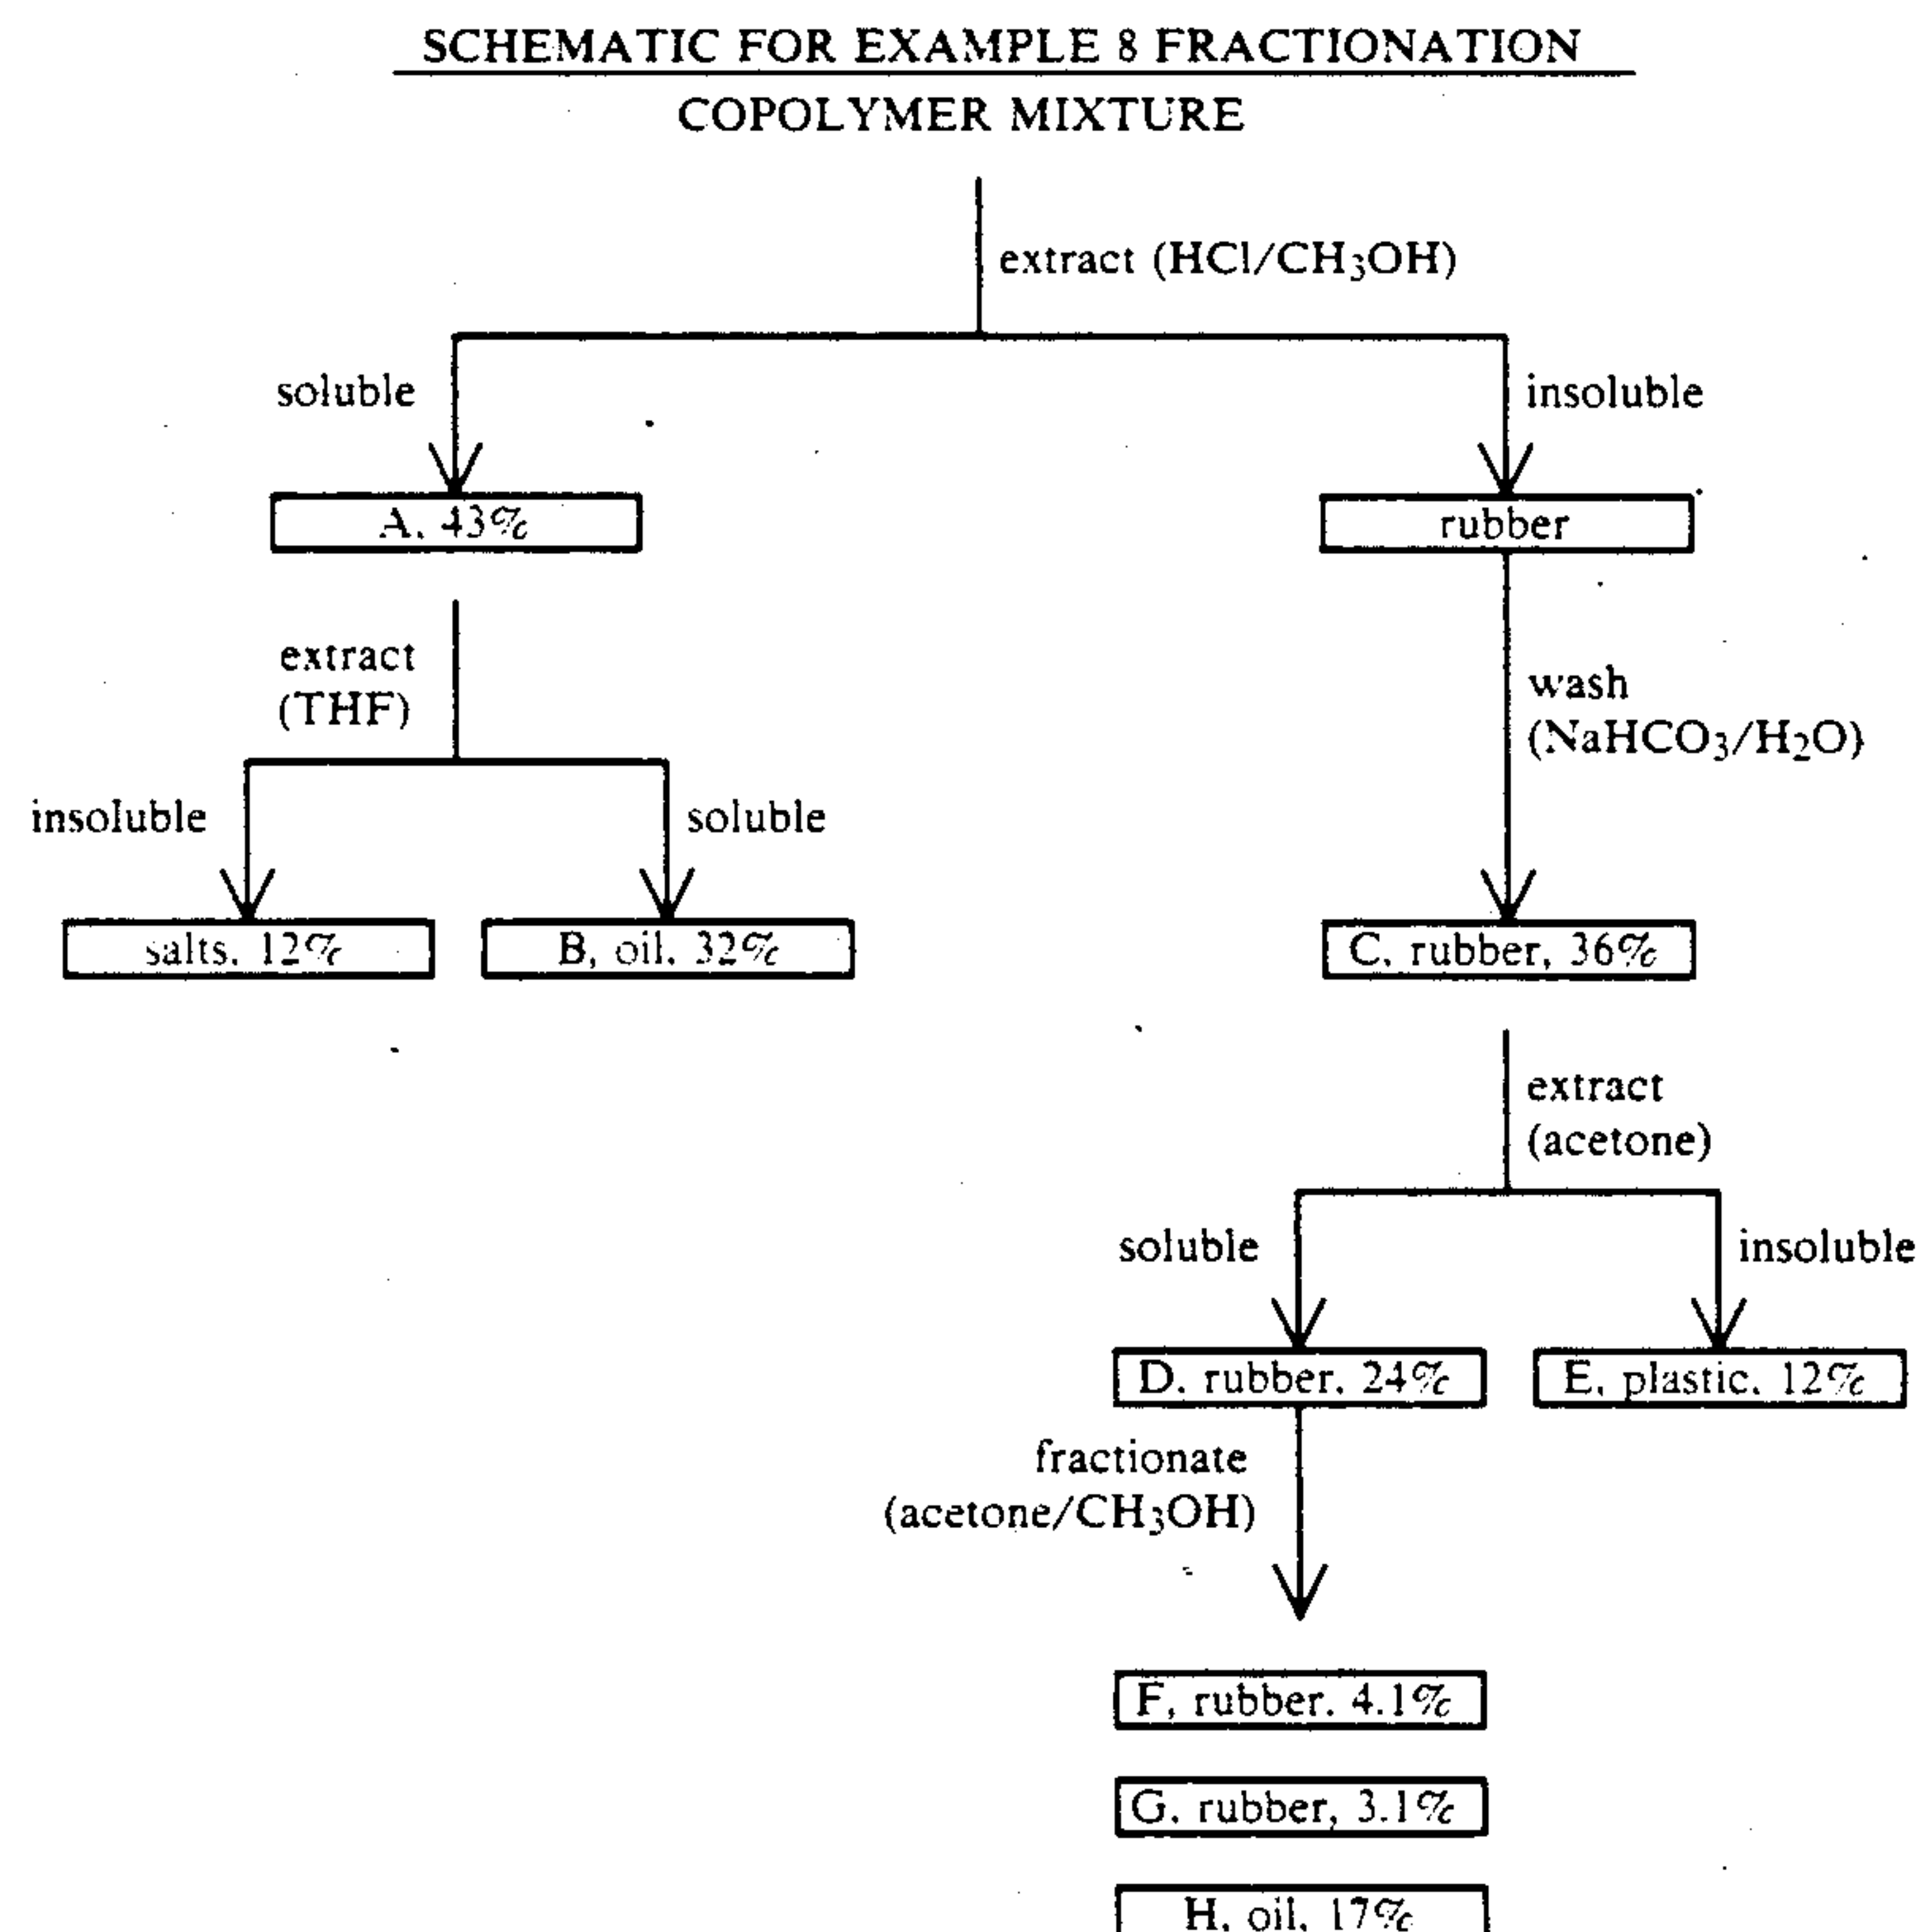 SCHEMATIC FOR EXAMPLE 8 FRACTIONATION
COPOLYMER MIXTURE
extract (HCl/CH3OH)
soluble
insoluble
A, 43%
rubber
extract
(THF)
wash
(NaHCO3/H2O)
insoluble
soluble
salts, 12%
B, oil, 32%
C, rubber, 36%
extract
(acetone)
soluble
insoluble
D, rubber, 24%
E, plastic, 12%
fractionate
(acetone/CH3OH)
F, rubber, 4.1%
G, rubber, 3.1%
H, oil, 17%